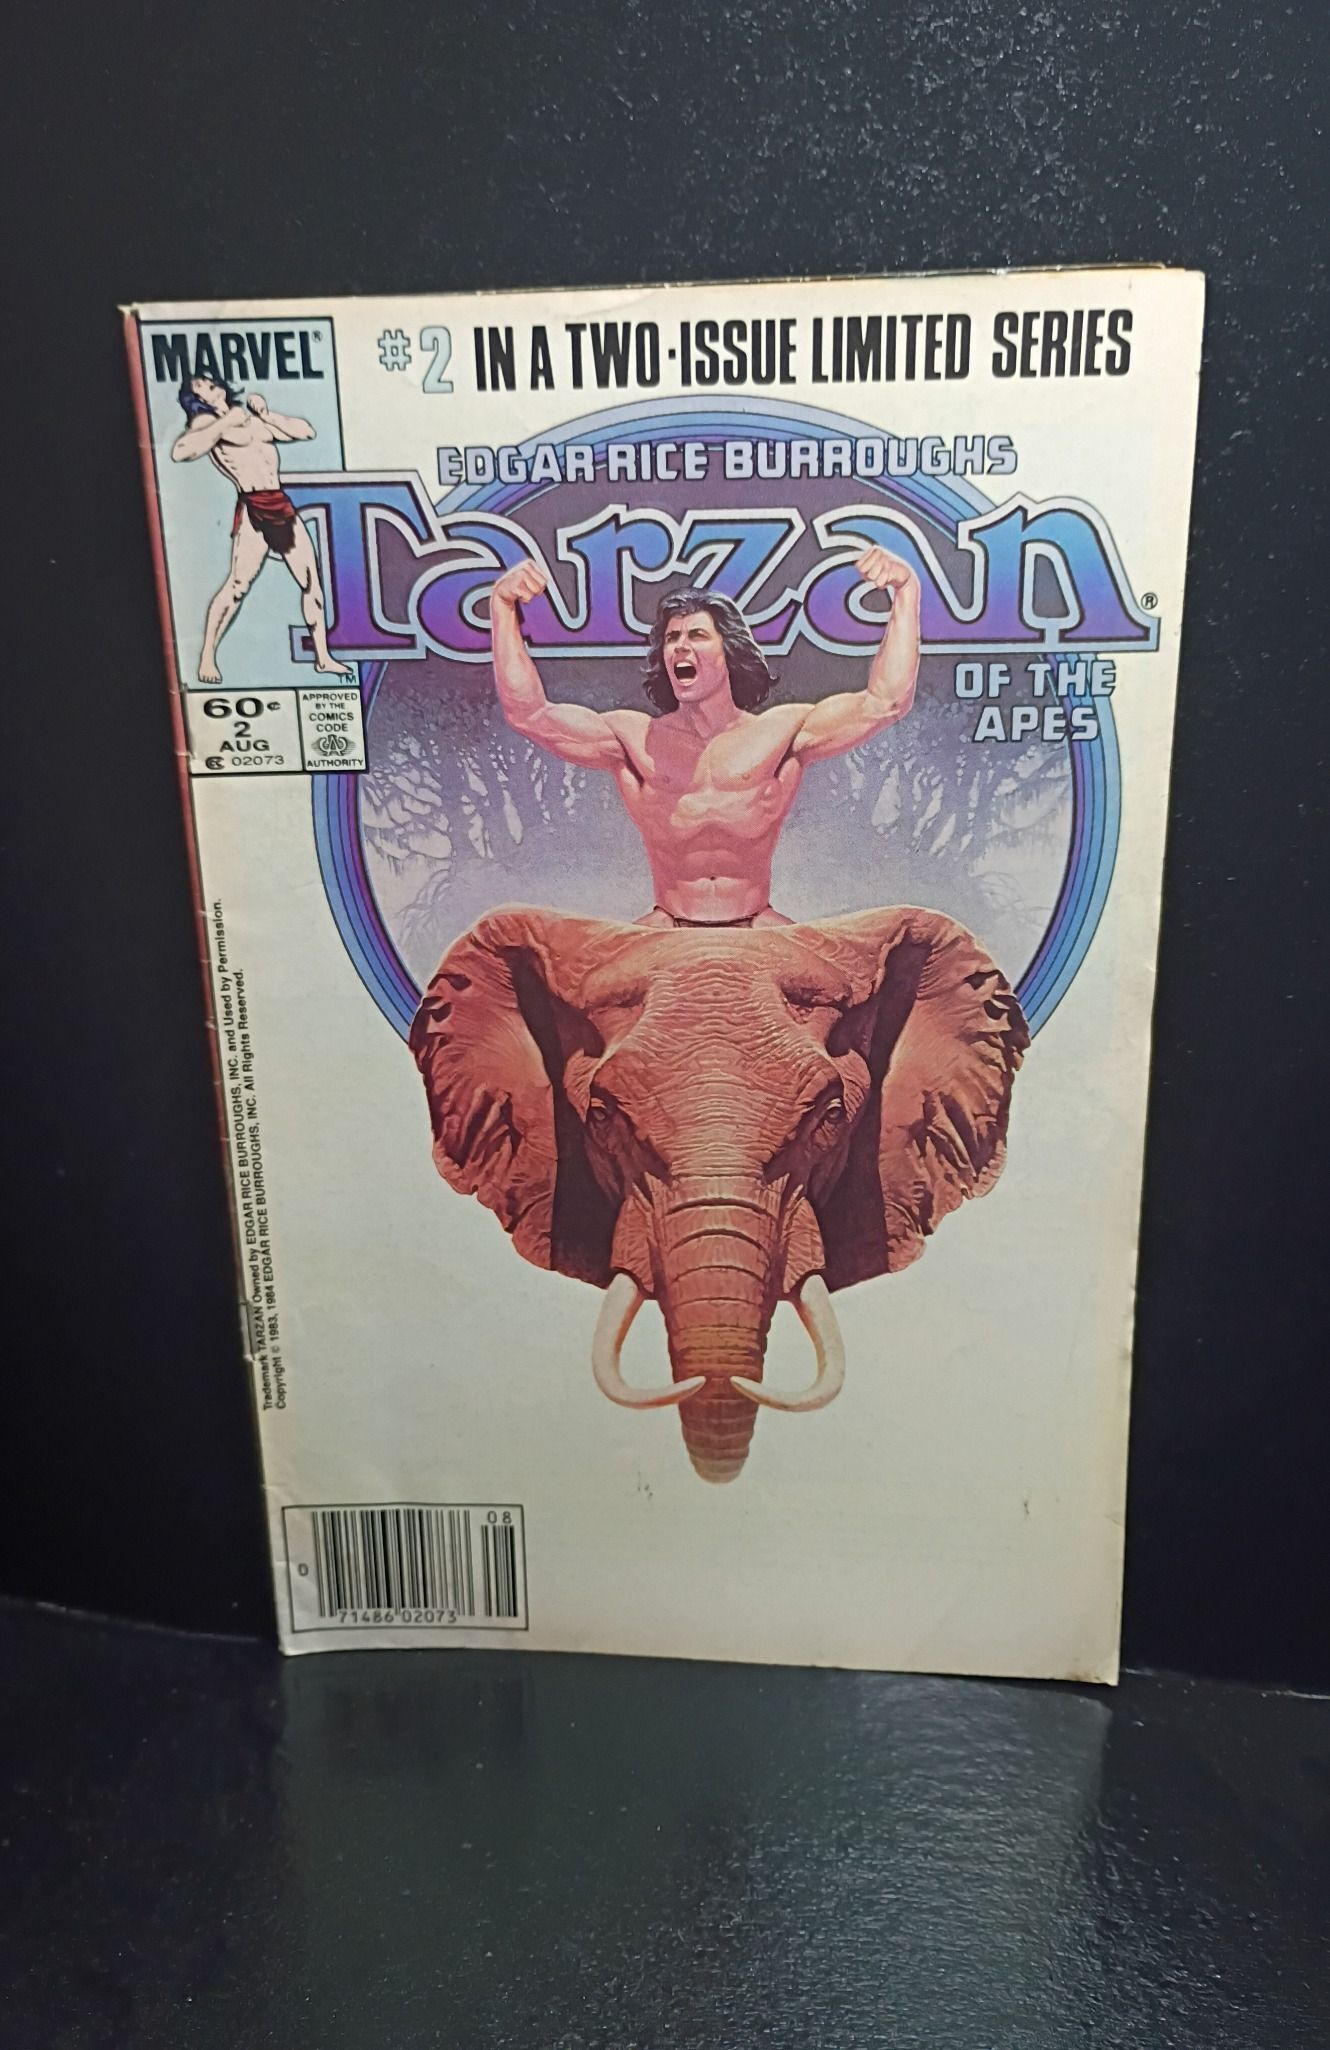 MARVEL®
#2 IN A TWO-ISSUE LIMITED SERIES
EDGAR RICE BURROUGHS
Tarzan®
OF THE
APES
TM
60¢
2
AUG
02073
APPROVED
BY THE
COMICS
CODE
CA
AUTHORITY
Trademark TARZAN Owned by EDGAR RICE BURROUGHS, INC. and Used by Permission.
Copyright © 1983, 1984 EDGAR RICE BURROUGHS, INC. All Rights Reserved.
08
0
71486 02073